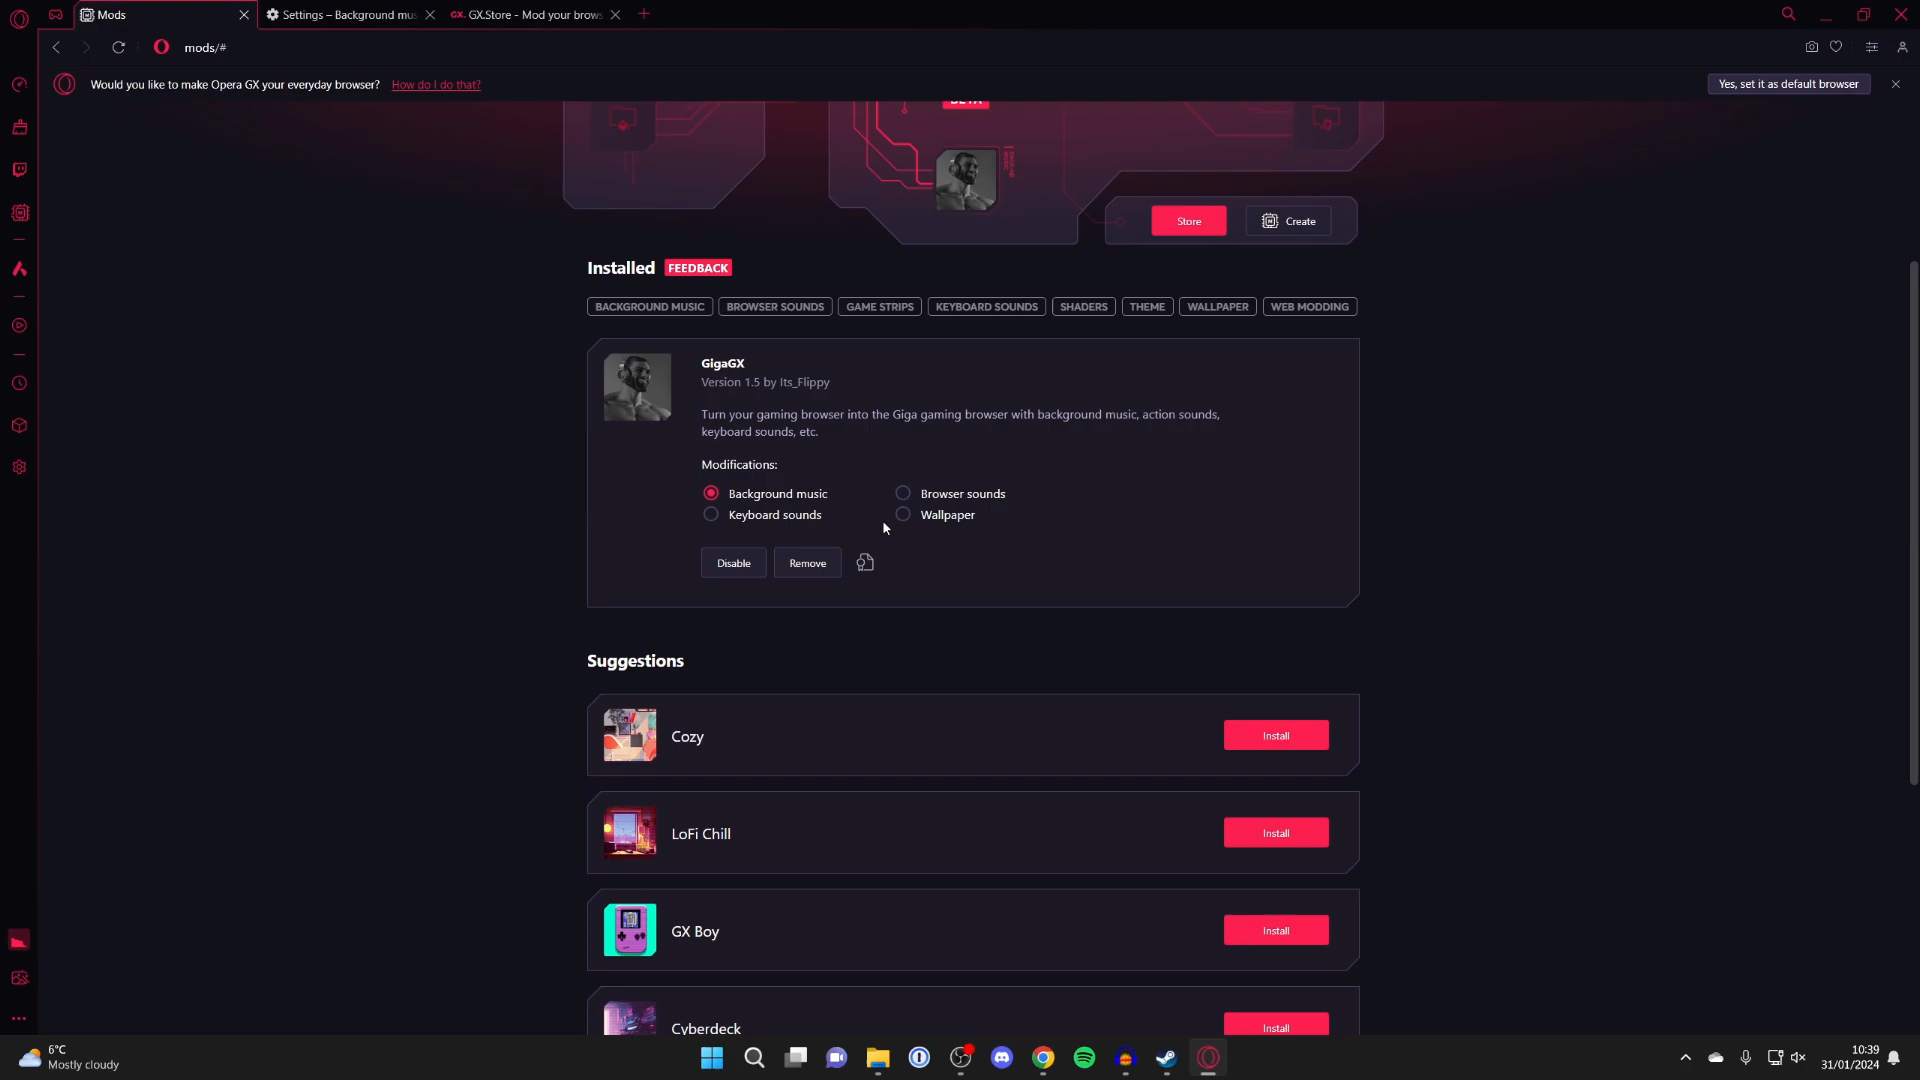 Mods
Settings – Background mus
GX.Store - Mod your brows
mods/#
Would you like to make Opera GX your everyday browser? How do I do that?
Yes, set it as default browser
BETA
Store
Create
Installed FEEDBACK
BACKGROUND MUSIC BROWSER SOUNDS GAME STRIPS KEYBOARD SOUNDS SHADERS THEME WALLPAPER WEB MODDING
GigaGX
Version 1.5 by Its_Flippy
Turn your gaming browser into the Giga gaming browser with background music, action sounds,
keyboard sounds, etc.
Modifications:
Background music Browser sounds
Keyboard sounds Wallpaper
Disable Remove
Suggestions
Cozy Install
LoFi Chill Install
GX Boy Install
Cyberdeck Install
6°C
Mostly cloudy
10:39
31/01/2024